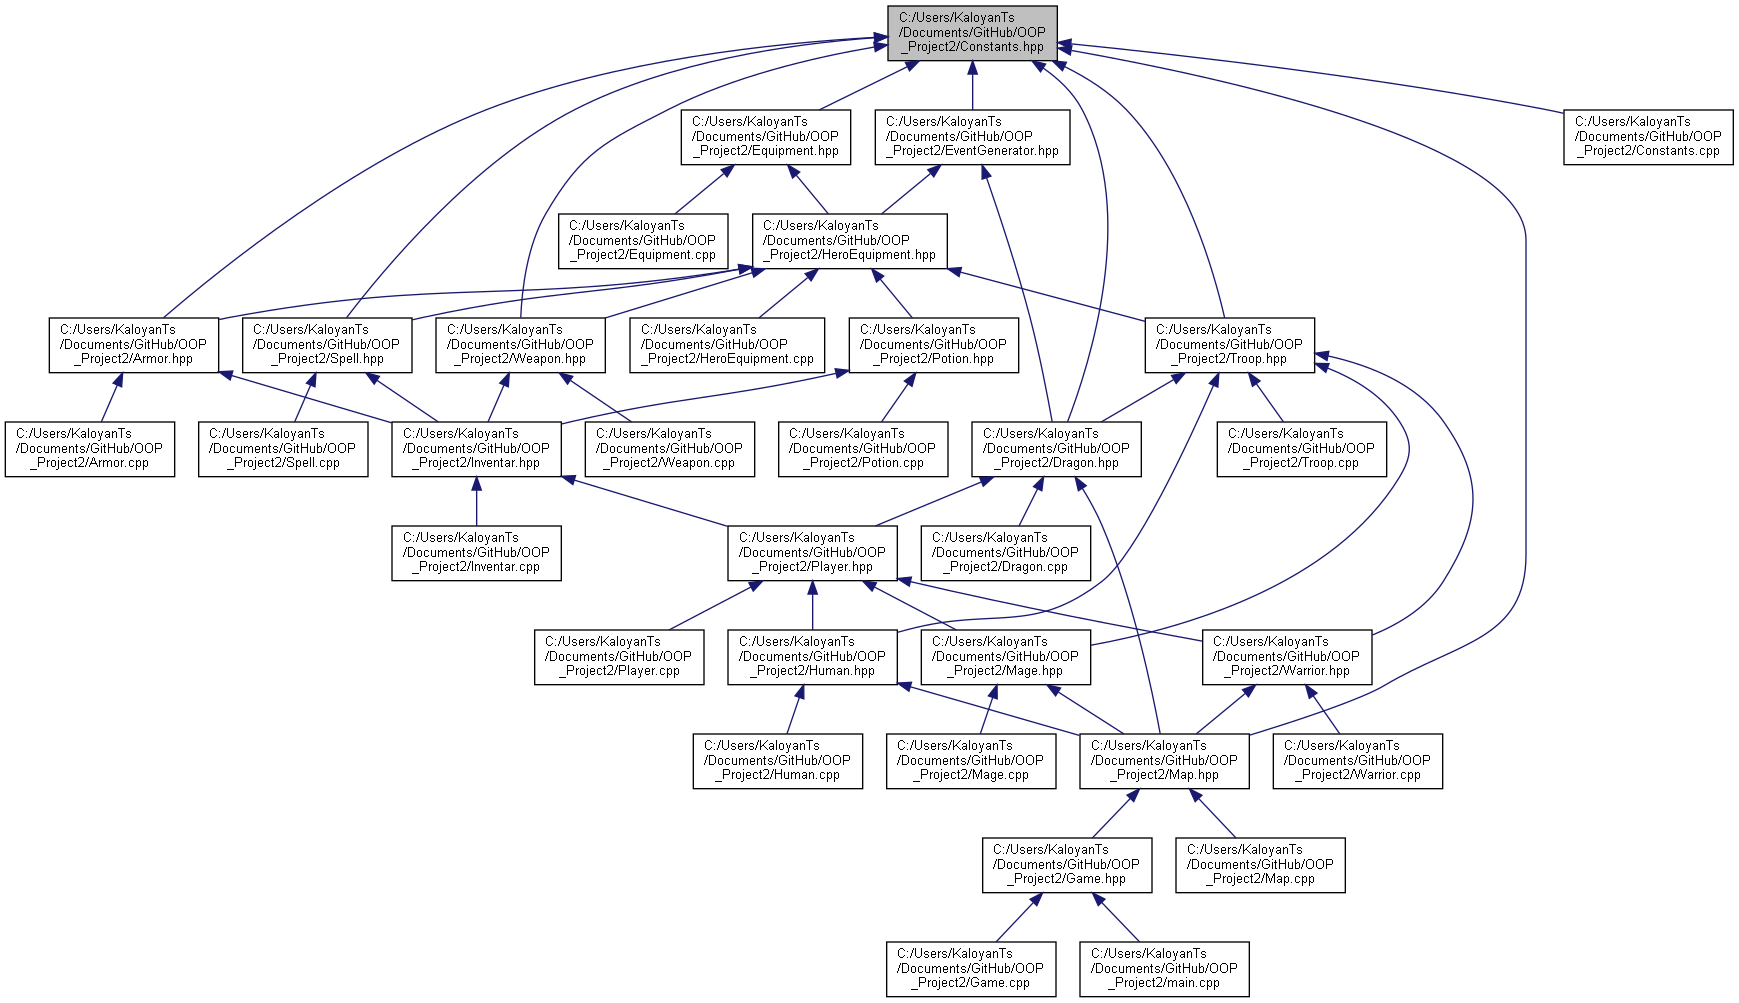 C:/Users/KaloyanTs
/Documents/GitHub/OOP
_Project2/Constants.hpp
C:/Users/KaloyanTs
/Documents/GitHub/OOP
_Project2/Equipment.hpp
C:/Users/KaloyanTs
/Documents/GitHub/OOP
_Project2/EventGenerator.hpp
C:/Users/KaloyanTs
/Documents/GitHub/OOP
_Project2/Constants.cpp
C:/Users/KaloyanTs
/Documents/GitHub/OOP
_Project2/Equipment.cpp
C:/Users/KaloyanTs
/Documents/GitHub/OOP
_Project2/HeroEquipment.hpp
C:/Users/KaloyanTs
/Documents/GitHub/OOP
_Project2/Armor.hpp
C:/Users/KaloyanTs
/Documents/GitHub/OOP
_Project2/Spell.hpp
C:/Users/KaloyanTs
/Documents/GitHub/OOP
_Project2/Weapon.hpp
C:/Users/KaloyanTs
/Documents/GitHub/OOP
_Project2/HeroEquipment.cpp
C:/Users/KaloyanTs
/Documents/GitHub/OOP
_Project2/Potion.hpp
C:/Users/KaloyanTs
/Documents/GitHub/OOP
_Project2/Troop.hpp
C:/Users/KaloyanTs
/Documents/GitHub/OOP
_Project2/Armor.cpp
C:/Users/KaloyanTs
/Documents/GitHub/OOP
_Project2/Spell.cpp
C:/Users/KaloyanTs
/Documents/GitHub/OOP
_Project2/Inventar.hpp
C:/Users/KaloyanTs
/Documents/GitHub/OOP
_Project2/Weapon.cpp
C:/Users/KaloyanTs
/Documents/GitHub/OOP
_Project2/Potion.cpp
C:/Users/KaloyanTs
/Documents/GitHub/OOP
_Project2/Dragon.hpp
C:/Users/KaloyanTs
/Documents/GitHub/OOP
_Project2/Troop.cpp
C:/Users/KaloyanTs
/Documents/GitHub/OOP
_Project2/Inventar.cpp
C:/Users/KaloyanTs
/Documents/GitHub/OOP
_Project2/Player.hpp
C:/Users/KaloyanTs
/Documents/GitHub/OOP
_Project2/Dragon.cpp
C:/Users/KaloyanTs
/Documents/GitHub/OOP
_Project2/Player.cpp
C:/Users/KaloyanTs
/Documents/GitHub/OOP
_Project2/Human.hpp
C:/Users/KaloyanTs
/Documents/GitHub/OOP
_Project2/Mage.hpp
C:/Users/KaloyanTs
/Documents/GitHub/OOP
_Project2/Warrior.hpp
C:/Users/KaloyanTs
/Documents/GitHub/OOP
_Project2/Human.cpp
C:/Users/KaloyanTs
/Documents/GitHub/OOP
_Project2/Mage.cpp
C:/Users/KaloyanTs
/Documents/GitHub/OOP
_Project2/Map.hpp
C:/Users/KaloyanTs
/Documents/GitHub/OOP
_Project2/Warrior.cpp
C:/Users/KaloyanTs
/Documents/GitHub/OOP
_Project2/Game.hpp
C:/Users/KaloyanTs
/Documents/GitHub/OOP
_Project2/Map.cpp
C:/Users/KaloyanTs
/Documents/GitHub/OOP
_Project2/Game.cpp
C:/Users/KaloyanTs
/Documents/GitHub/OOP
_Project2/main.cpp